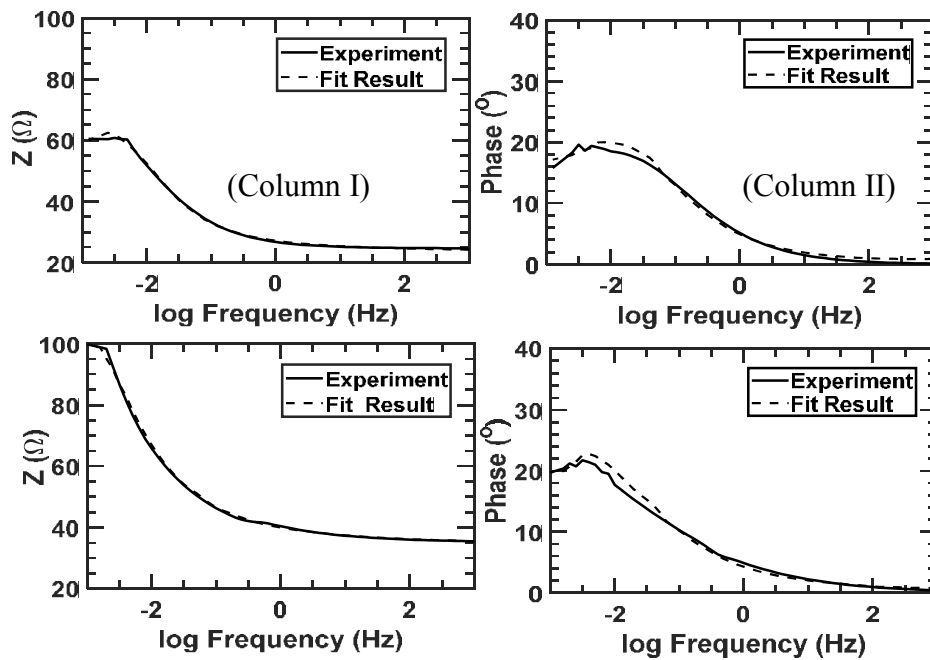 100
80
60
40
20
Z (Ω)
Experiment
Fit Result
(Column I)
-2
0
2
log Frequency (Hz)
40
30
20
10
0
Phase (°)
Experiment
Fit Result
(Column II)
-2
0
2
log Frequency (Hz)
100
80
60
40
20
Z (Ω)
Experiment
Fit Result
-2
0
2
log Frequency (Hz)
40
30
20
10
0
Phase (°)
Experiment
Fit Result
-2
0
2
log Frequency (Hz)